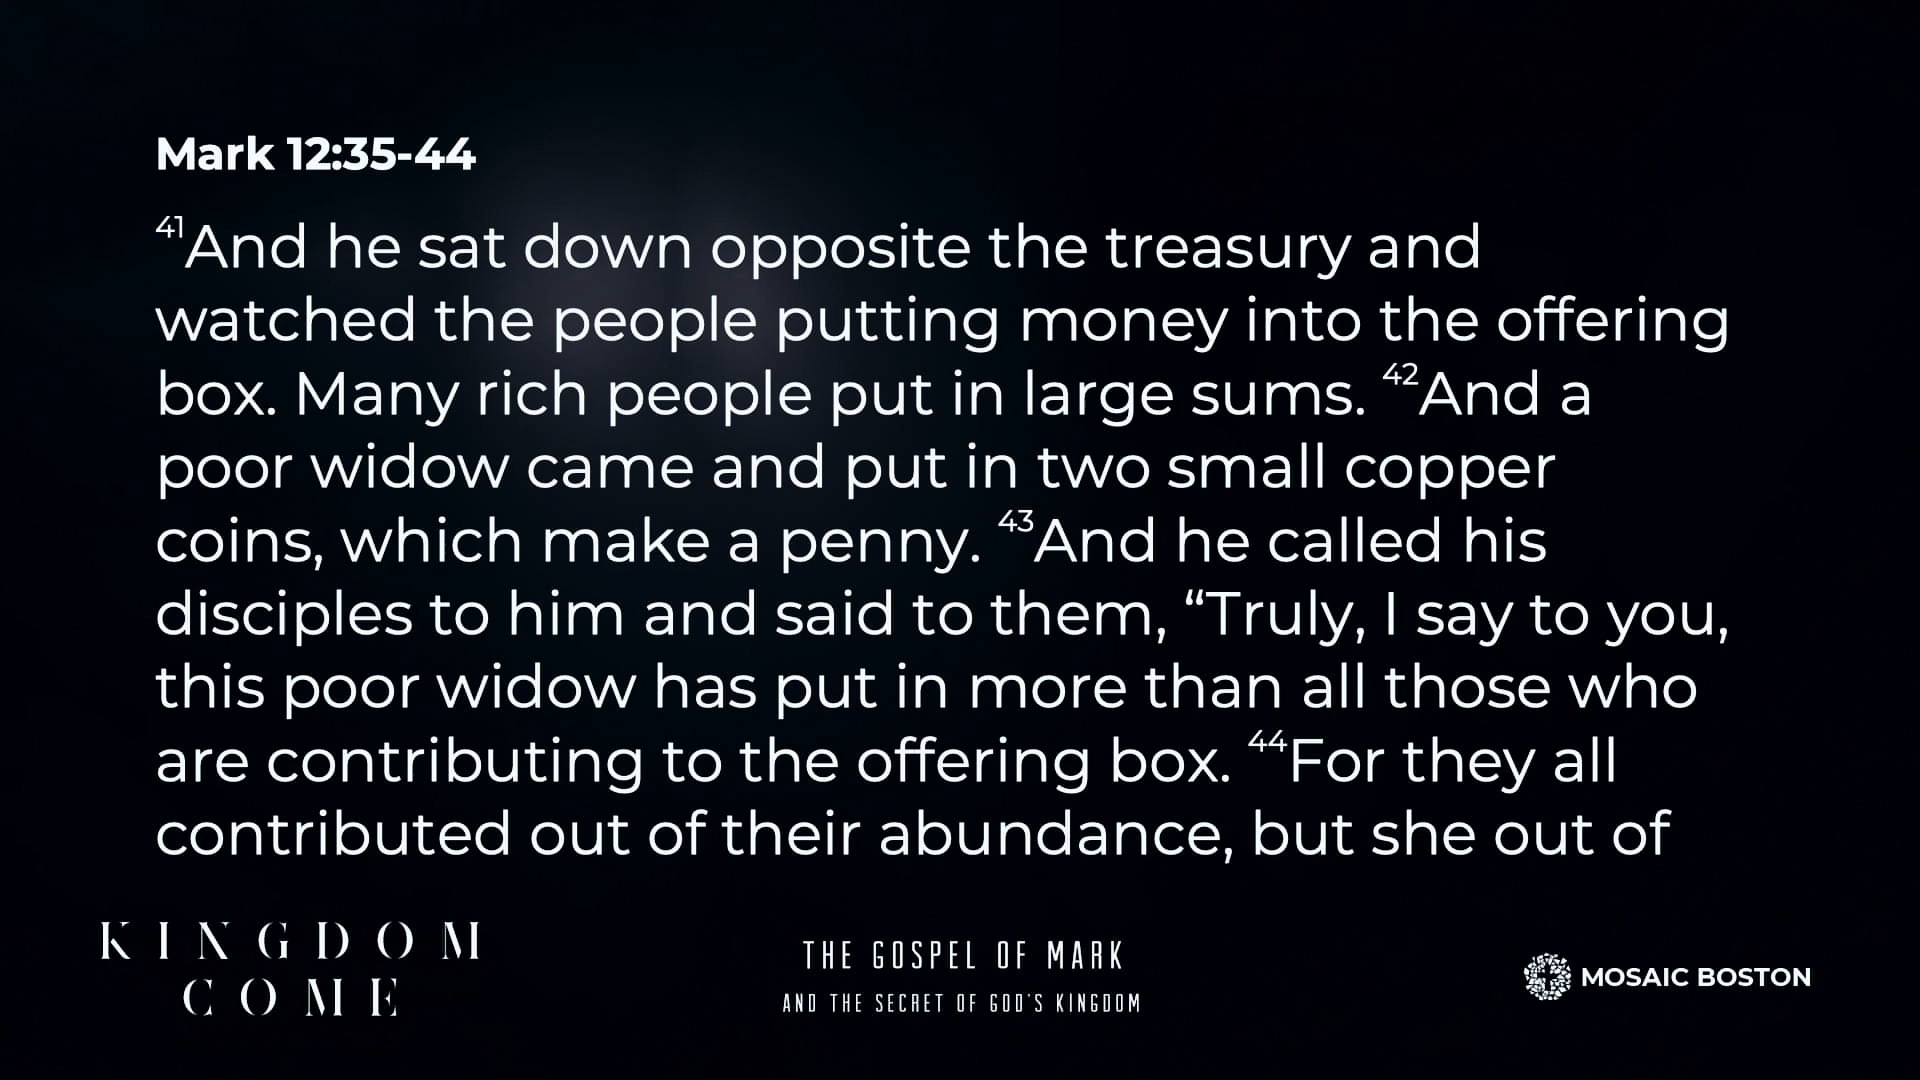 Mark 12:35-44
41And he sat down opposite the treasury and
watched the people putting money into the offering
box. Many rich people put in large sums. 42And a
poor widow came and put in two small copper
coins, which make a penny. 43And he called his
disciples to him and said to them, “Truly, I say to you,
this poor widow has put in more than all those who
are contributing to the offering box. 44For they all
contributed out of their abundance, but she out of
KINGDOM
COME
THE GOSPEL OF MARK
AND THE SECRET OF GOD'S KINGDOM
MOSAIC BOSTON